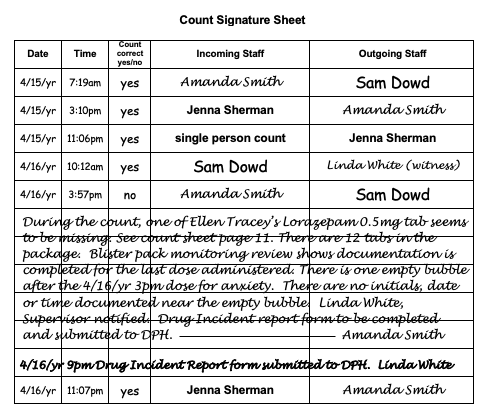 Count Signature Sheet
Date Time Count correct yes/no Incoming Staff Outgoing Staff
4/15/yr 7:19am yes Amanda Smith Sam Dowd
4/15/yr 3:10pm yes Jenna Sherman Amanda Smith
4/15/yr 11:06pm yes single person count Jenna Sherman
4/16/yr 10:12am yes Sam Dowd Linda White (witness)
4/16/yr 3:57pm no Amanda Smith Sam Dowd
During the count, one of Ellen Tracey's Lorazepam 0.5mg tab seems
to be missing. See count sheet page 11. There are 12 tabs in the
package. Blister pack monitoring review shows documentation is
completed for the last dose administered. There is one empty bubble
after the 4/16/yr 3pm dose for anxiety. There are no initials, date
or time documented near the empty bubble. Linda White,
Supervisor notified. Drug Incident report form to be completed
and submitted to DPH. Amanda Smith
4/16/yr 9pm Drug Incident Report form submitted to DPH. Linda White
4/16/yr 11:07pm yes Jenna Sherman Amanda Smith